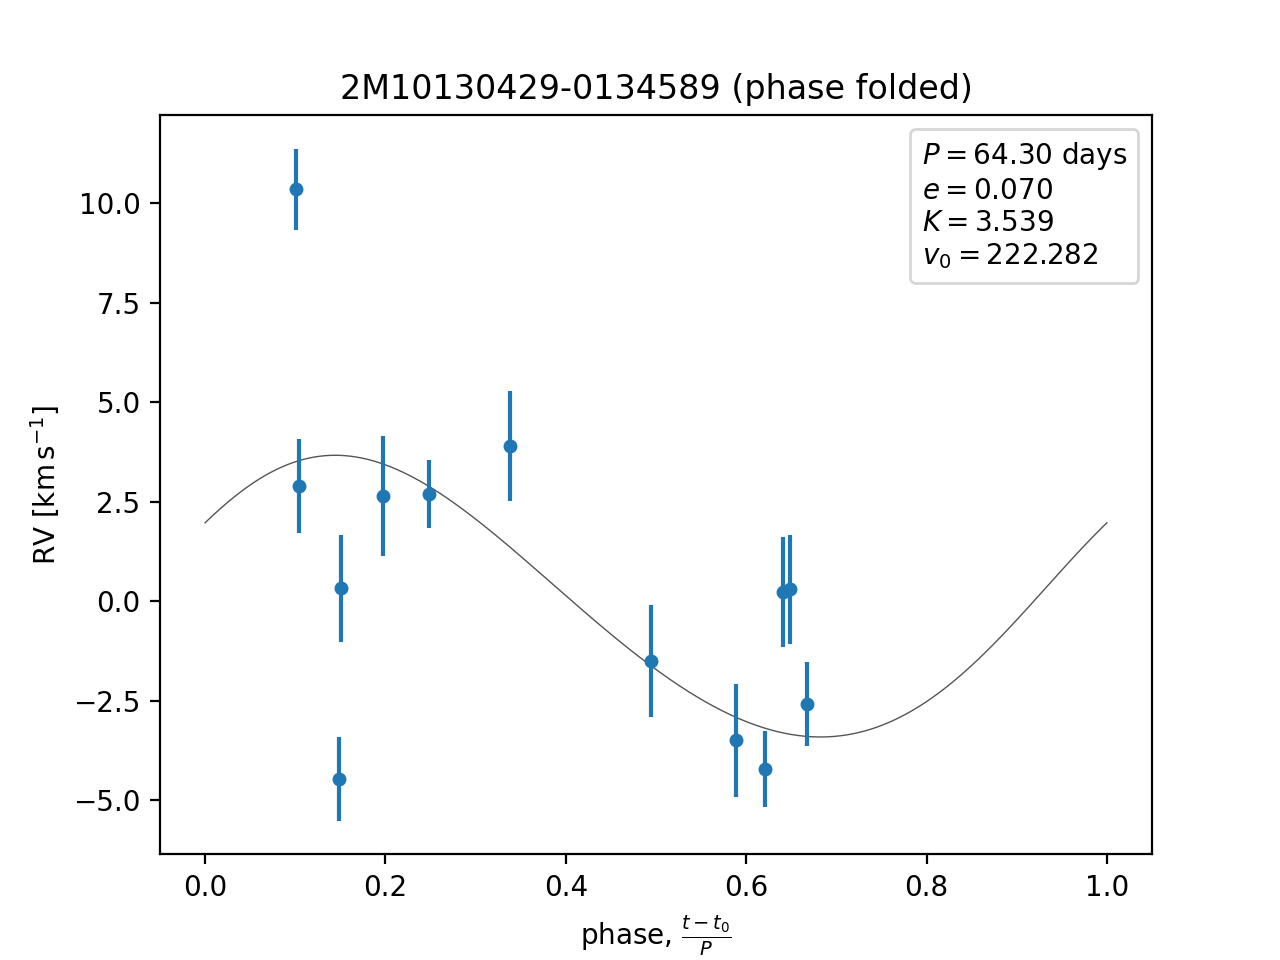 2M10130429-0134589 (phase folded)
P = 64.30 days
e = 0.070
K = 3.539
v₀ = 222.282
RV [km s⁻¹]
10.0
7.5
5.0
2.5
0.0
−2.5
−5.0
0.0 0.2 0.4 0.6 0.8 1.0
phase, (t − t₀)/P